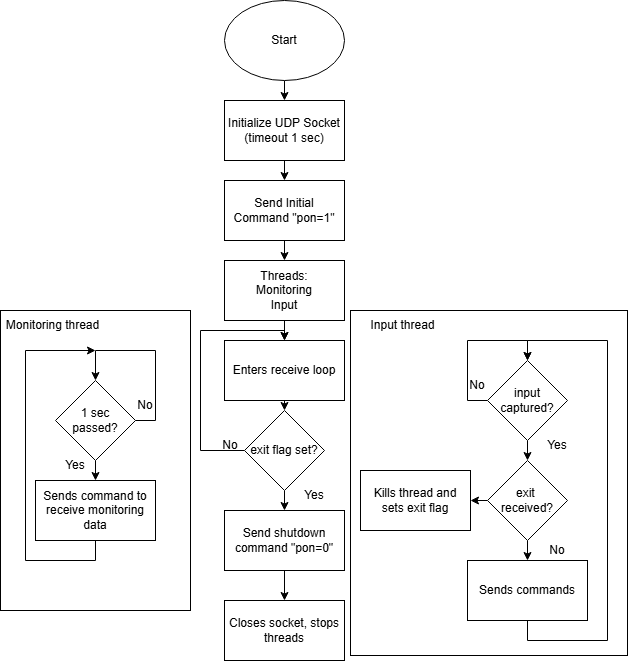 Start
Initialize UDP Socket
(timeout 1 sec)
Send Initial
Command "pon=1"
Threads:
Monitoring
Input
Enters receive loop
No
exit flag set?
Yes
Send shutdown
command "pon=0"
Closes socket, stops
threads
Monitoring thread
1 sec
passed?
No
Yes
Sends command to
receive monitoring
data
Input thread
No
input
captured?
Yes
exit
received?
Kills thread and
sets exit flag
No
Sends commands